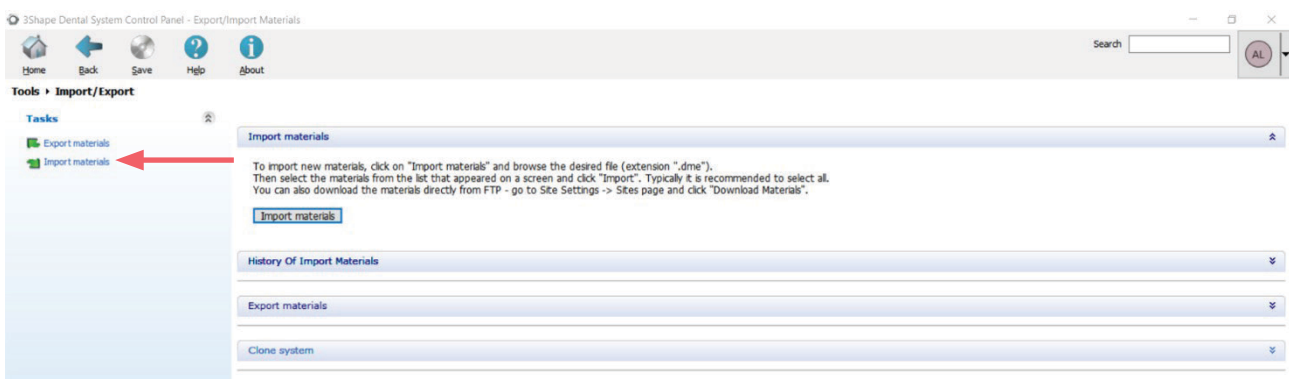 3Shape Dental System Control Panel - Export/Import Materials
Home Back Save Help About
Search
AL
Tools ▸ Import/Export
Tasks
Export materials
Import materials
Import materials
To import new materials, click on "Import materials" and browse the desired file (extension ".dme").
Then select the materials from the list that appeared on a screen and click "Import". Typically it is recommended to select all.
You can also download the materials directly from FTP - go to Site Settings -> Sites page and click "Download Materials".
Import materials
History Of Import Materials
Export materials
Clone system